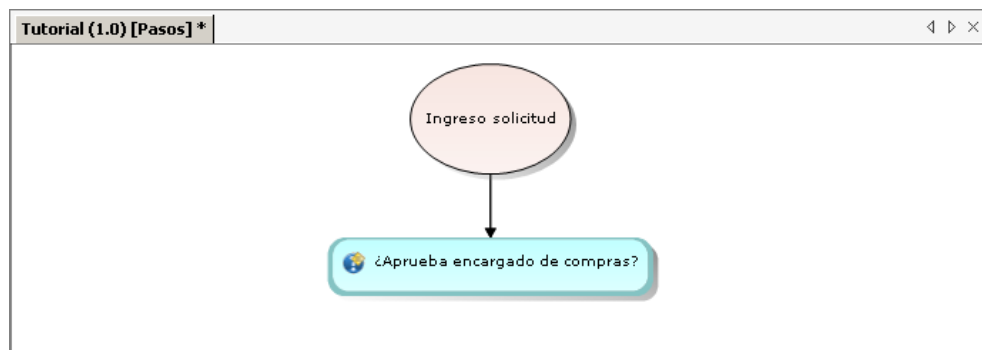 Tutorial (1.0) [Pasos] *
Ingreso solicitud
¿Aprueba encargado de compras?